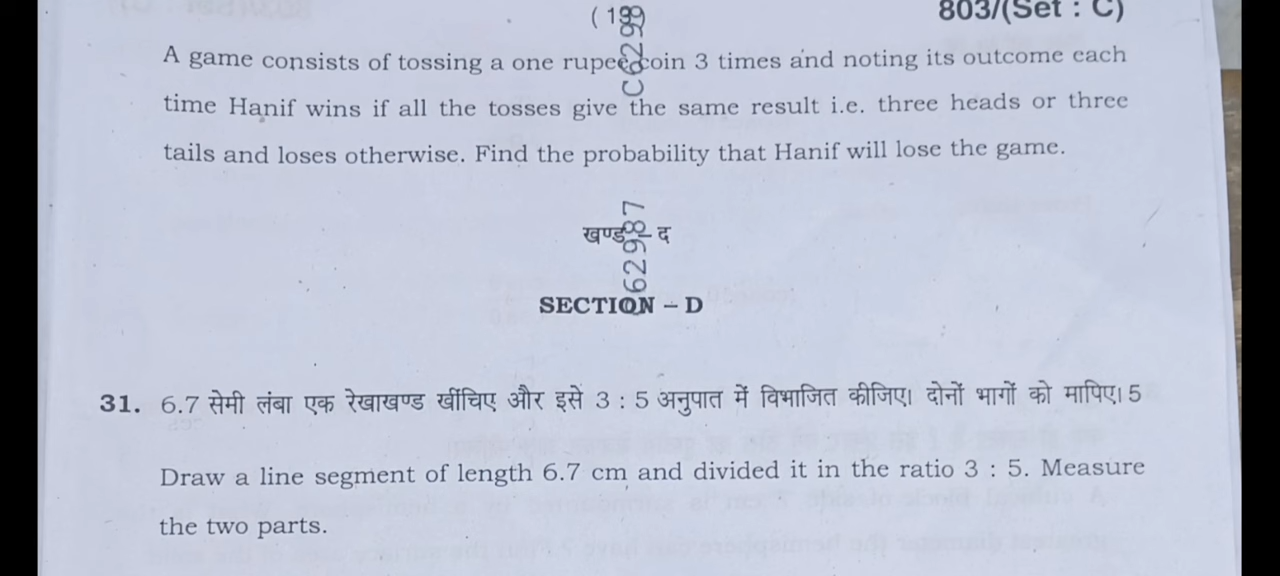 (199)
803/(Set : C)
A game consists of tossing a one rupee coin 3 times and noting its outcome each
time Hanif wins if all the tosses give the same result i.e. three heads or three
tails and loses otherwise. Find the probability that Hanif will lose the game.
खण्ड – द
SECTION – D
31. 6.7 सेमी लंबा एक रेखाखण्ड खींचिए और इसे 3 : 5 अनुपात में विभाजित कीजिए। दोनों भागों को मापिए। 5
Draw a line segment of length 6.7 cm and divided it in the ratio 3 : 5. Measure
the two parts.